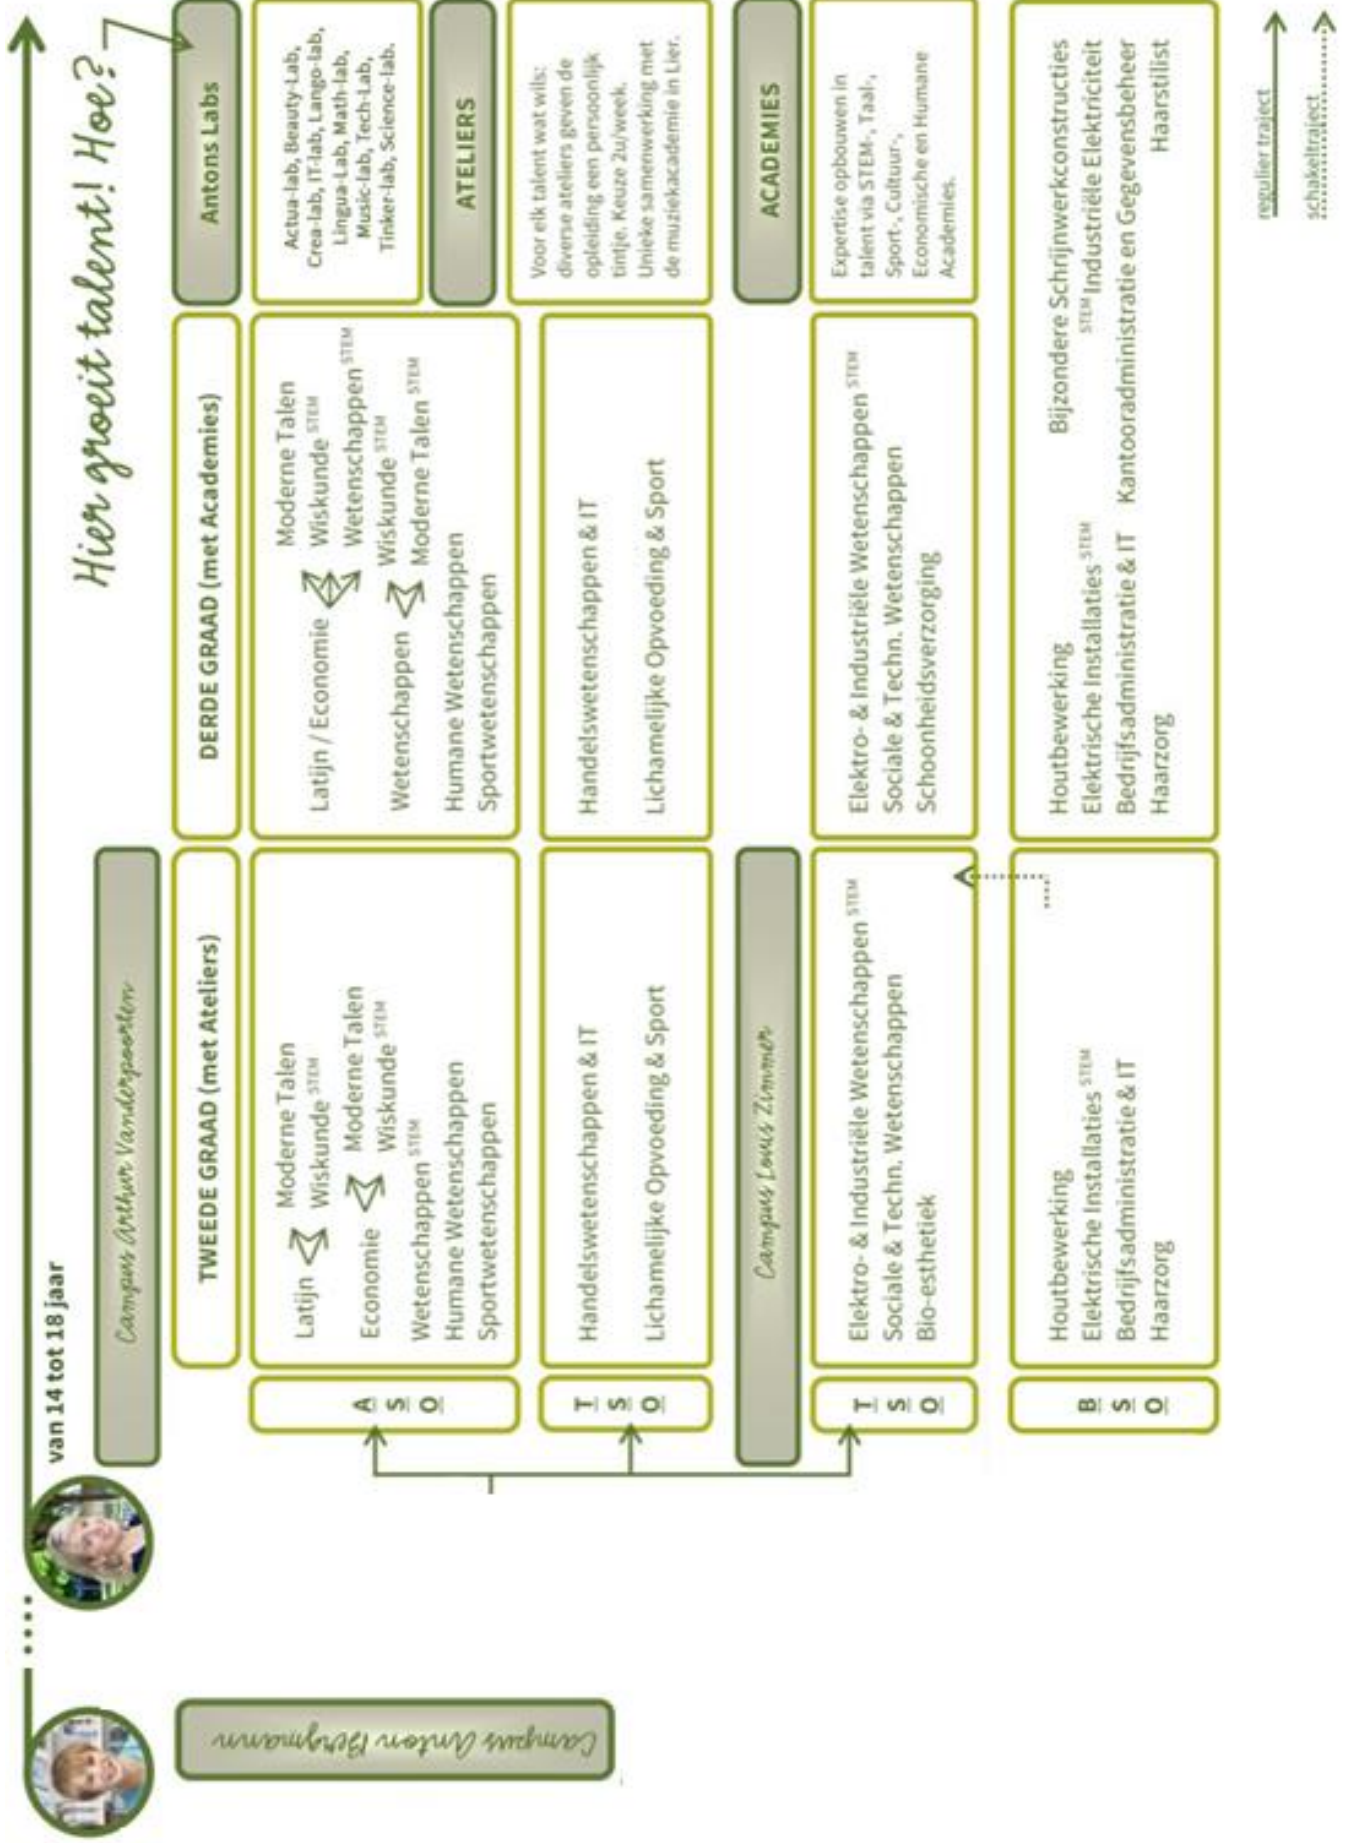 van 14 tot 18 jaar
Hier groeit talent! Hoe?
Campus Anton Bergmann
Campus Arthur Vanderpoorten
TWEEDE GRAAD (met Ateliers)
DERDE GRAAD (met Academies)
Antons Labs
A
S
O
Latijn
Moderne Talen
Wiskunde STEM
Economie
Moderne Talen
Wiskunde STEM
Wetenschappen STEM
Humane Wetenschappen
Sportwetenschappen
Latijn / Economie
Moderne Talen
Wiskunde STEM
Wetenschappen STEM
Wetenschappen
Wiskunde STEM
Moderne Talen STEM
Humane Wetenschappen
Sportwetenschappen
Actua-lab, Beauty-Lab,
Crea-lab, IT-lab, Lango-lab,
Lingua-Lab, Math-lab,
Music-lab, Tech-Lab,
Tinker-lab, Science-lab.
ATELIERS
T
S
O
Handelswetenschappen & IT
Lichamelijke Opvoeding & Sport
Handelswetenschappen & IT
Lichamelijke Opvoeding & Sport
Voor elk talent wat wils:
diverse ateliers geven de
opleiding een persoonlijk
tintje. Keuze 2u/week.
Unieke samenwerking met
de muziekacademie in Lier.
Campus Louis Zimmer
ACADEMIES
T
S
O
Elektro- & Industriële Wetenschappen STEM
Sociale & Techn. Wetenschappen
Bio-esthetiek
Elektro- & Industriële Wetenschappen STEM
Sociale & Techn. Wetenschappen
Schoonheidsverzorging
Expertise opbouwen in
talent via STEM-, Taal-,
Sport-, Cultuur-,
Economische en Humane
Academies.
B
S
O
Houtbewerking
Elektrische Installaties STEM
Bedrijfsadministratie & IT
Haarzorg
Houtbewerking
Elektrische Installaties STEM
Bedrijfsadministratie & IT
Haarzorg
Bijzondere Schrijnwerkconstructies
STEM Industriële Elektriciteit
Kantooradministratie en Gegevensbeheer
Haarstilist
regulier traject
schakeltraject